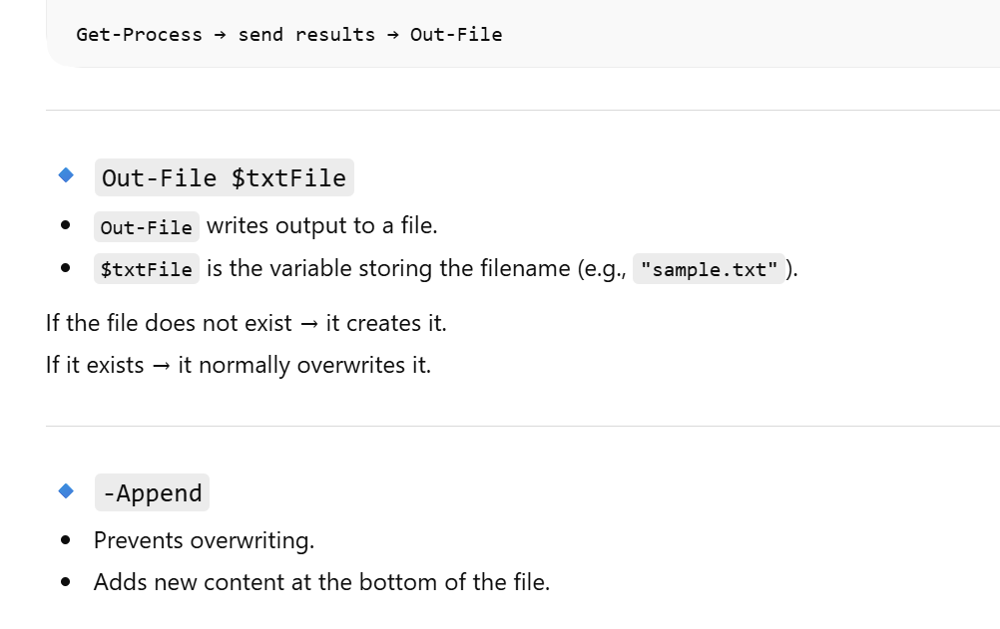 Get-Process → send results → Out-File
Out-File $txtFile
Out-File writes output to a file.
$txtFile is the variable storing the filename (e.g., "sample.txt").
If the file does not exist → it creates it.
If it exists → it normally overwrites it.
-Append
Prevents overwriting.
Adds new content at the bottom of the file.